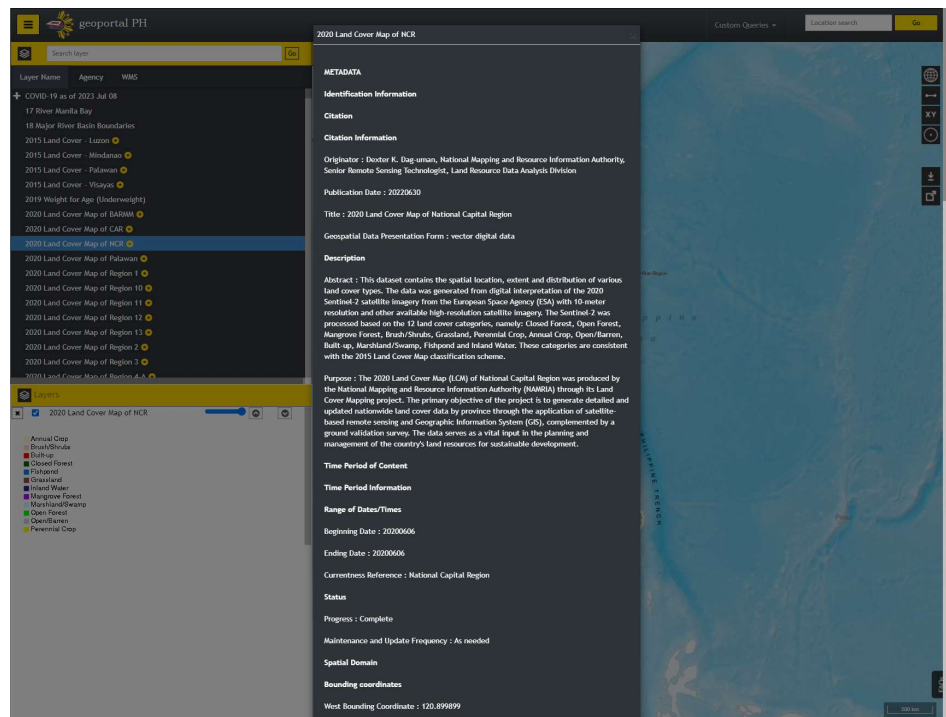 geoportal PH
Custom Queries
Location search
Go
Search layer
Go
Layer Name
Agency
WMS
COVID-19 as of 2023 Jul 08
17 River Manila Bay
18 Major River Basin Boundaries
2015 Land Cover - Luzon
2015 Land Cover - Mindanao
2015 Land Cover - Palawan
2015 Land Cover - Visayas
2019 Weight for Age (Underweight)
2020 Land Cover Map of BARMM
2020 Land Cover Map of CAR
2020 Land Cover Map of NCR
2020 Land Cover Map of Palawan
2020 Land Cover Map of Region 1
2020 Land Cover Map of Region 10
2020 Land Cover Map of Region 11
2020 Land Cover Map of Region 12
2020 Land Cover Map of Region 13
2020 Land Cover Map of Region 2
2020 Land Cover Map of Region 3
2020 Land Cover Map of Region 4-A
Layers
2020 Land Cover Map of NCR
Annual Crop
Brush/Shrubs
Built-up
Closed Forest
Fishpond
Grassland
Inland Water
Mangrove Forest
Marshland/Swamp
Open Forest
Open/Barren
Perennial Crop
2020 Land Cover Map of NCR
METADATA
Identification Information
Citation
Citation Information
Originator : Dexter K. Dag-uman, National Mapping and Resource Information Authority,
Senior Remote Sensing Technologist, Land Resource Data Analysis Division
Publication Date : 20220630
Title : 2020 Land Cover Map of National Capital Region
Geospatial Data Presentation Form : vector digital data
Description
Abstract : This dataset contains the spatial location, extent and distribution of various
land cover types. The data was generated from digital interpretation of the 2020
Sentinel-2 satellite imagery from the European Space Agency (ESA) with 10-meter
resolution and other available high-resolution satellite imagery. The Sentinel-2 was
processed based on the 12 land cover categories, namely: Closed Forest, Open Forest,
Mangrove Forest, Brush/Shrubs, Grassland, Perennial Crop, Annual Crop, Open/Barren,
Built-up, Marshland/Swamp, Fishpond and Inland Water. These categories are consistent
with the 2015 Land Cover Map classification scheme.
Purpose : The 2020 Land Cover Map (LCM) of National Capital Region was produced by
the National Mapping and Resource Information Authority (NAMRIA) through its Land
Cover Mapping project. The primary objective of the project is to generate detailed and
updated nationwide land cover data by province through the application of satellite-
based remote sensing and Geographic Information System (GIS), complemented by a
ground validation survey. The data serves as a vital input in the planning and
management of the country's land resources for sustainable development.
Time Period of Content
Time Period Information
Range of Dates/Times
Beginning Date : 20200606
Ending Date : 20200606
Currentness Reference : National Capital Region
Status
Progress : Complete
Maintenance and Update Frequency : As needed
Spatial Domain
Bounding coordinates
West Bounding Coordinate : 120.899899
XY
PHILIPPINE TRENCH